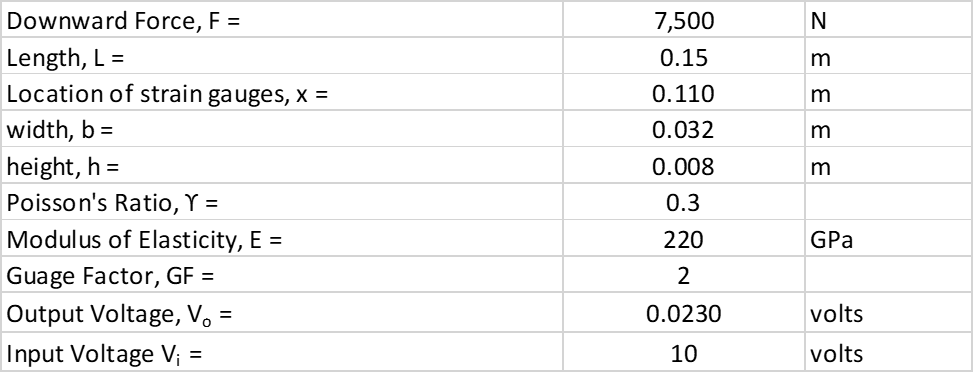 Downward Force, F = 7,500 N
Length, L = 0.15 m
Location of strain gauges, x = 0.110 m
width, b = 0.032 m
height, h = 0.008 m
Poisson's Ratio, ϒ = 0.3
Modulus of Elasticity, E = 220 GPa
Guage Factor, GF = 2
Output Voltage, Vₒ = 0.0230 volts
Input Voltage Vᵢ = 10 volts